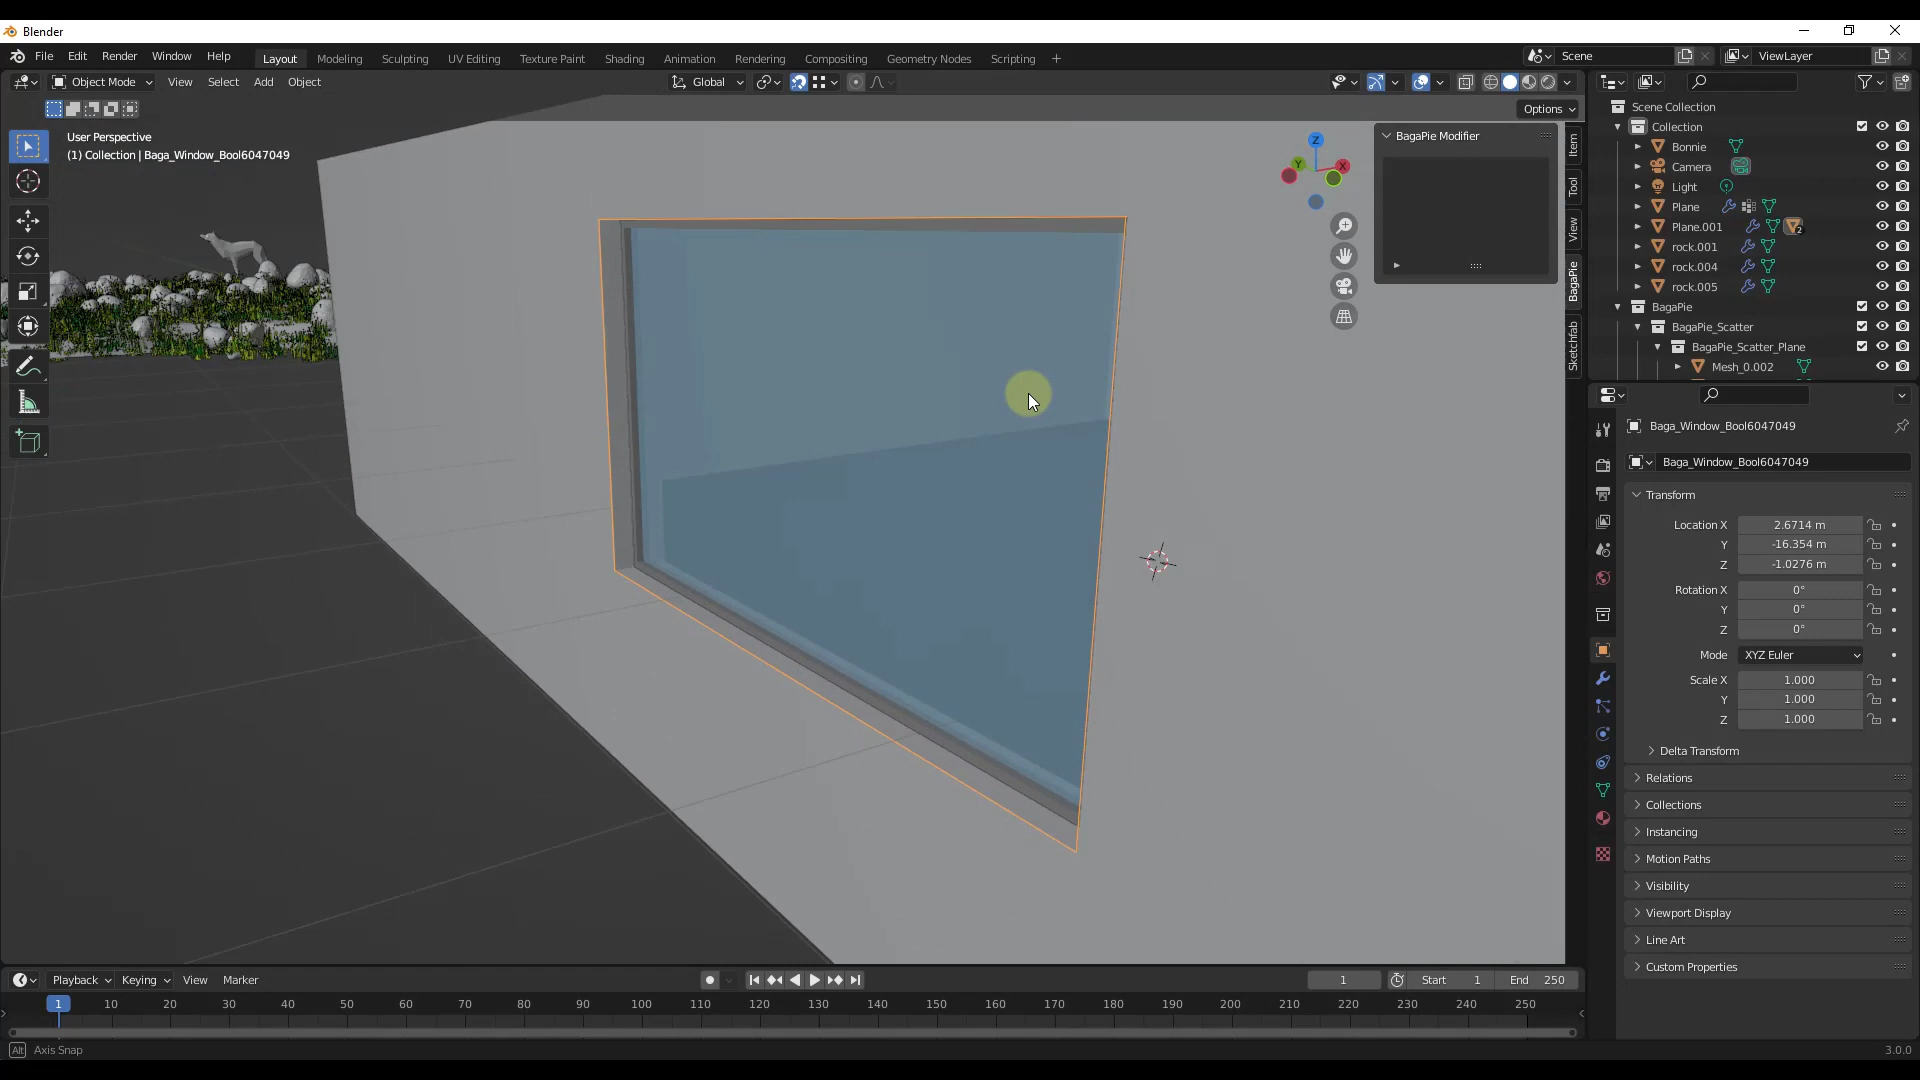 Blender
File Edit Render Window Help
Layout Modeling Sculpting UV Editing Texture Paint Shading Animation Rendering Compositing Geometry Nodes Scripting +
Scene
ViewLayer
Object Mode View Select Add Object
Global
Options
User Perspective
(1) Collection | Baga_Window_Bool6047049
BagaPie Modifier
Z
Y
X
Item
Tool
View
BagaPie
Sketchfab
Scene Collection
Collection
Bonnie
Camera
Light
Plane
Plane.001
2
rock.001
rock.004
rock.005
BagaPie
BagaPie_Scatter
BagaPie_Scatter_Plane
Mesh_0.002
Baga_Window_Bool6047049
Baga_Window_Bool6047049
Transform
Location X 2.6714 m
Y -16.354 m
Z -1.0276 m
Rotation X 0°
Y 0°
Z 0°
Mode XYZ Euler
Scale X 1.000
Y 1.000
Z 1.000
Delta Transform
Relations
Collections
Instancing
Motion Paths
Visibility
Viewport Display
Line Art
Custom Properties
Playback Keying View Marker
1 Start 1 End 250
1 10 20 30 40 50 60 70 80 90 100 110 120 130 140 150 160 170 180 190 200 210 220 230 240 250
Alt Axis Snap
3.0.0